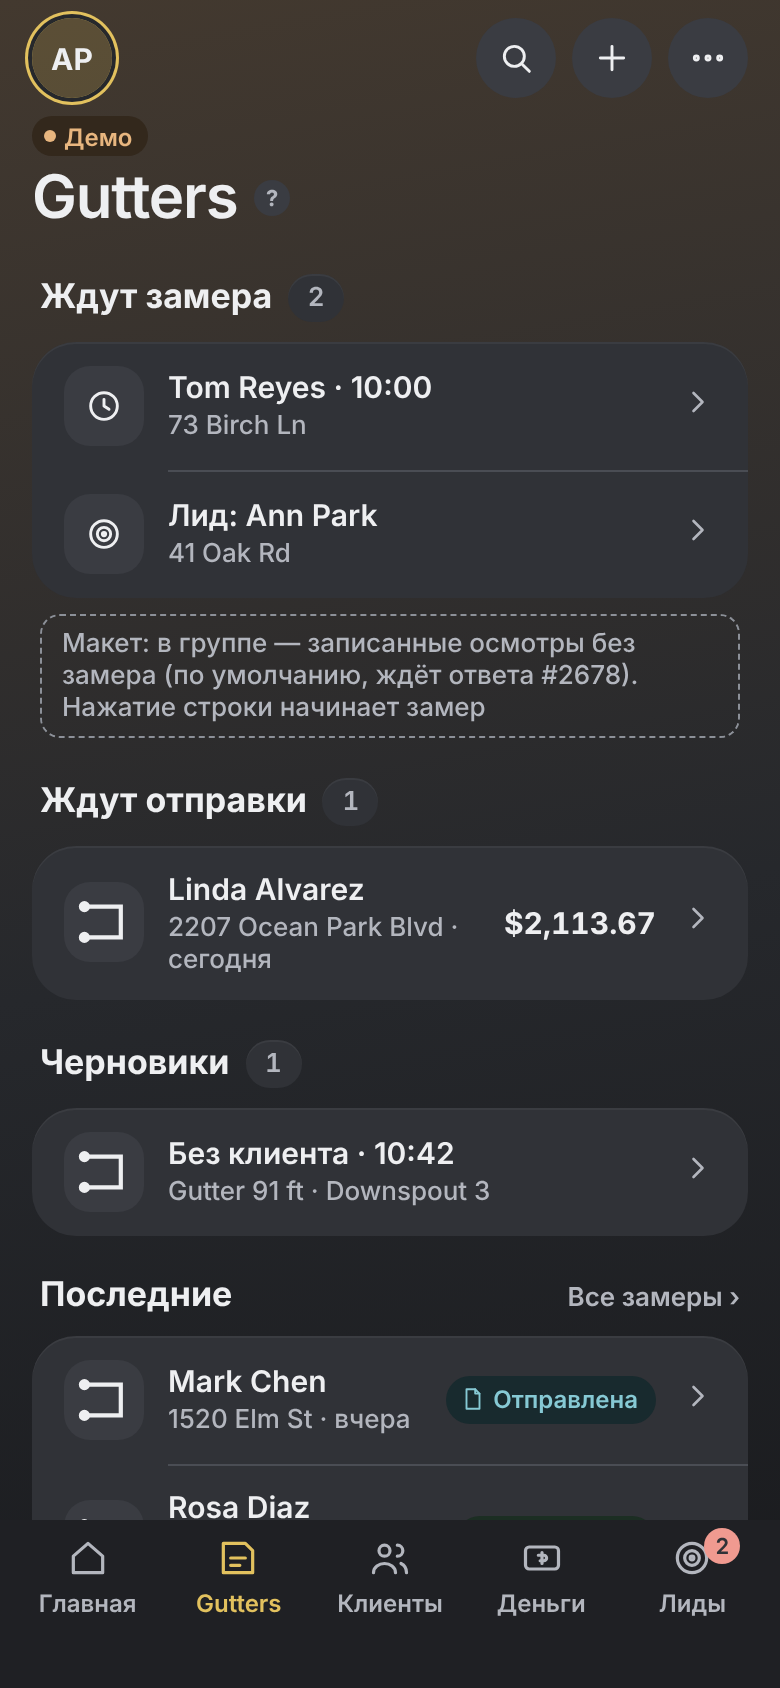 AP
Демо
Gutters ?
Ждут замера 2
Tom Reyes · 10:00
73 Birch Ln
Лид: Ann Park
41 Oak Rd
Макет: в группе — записанные осмотры без
замера (по умолчанию, ждёт ответа #2678).
Нажатие строки начинает замер
Ждут отправки 1
Linda Alvarez
2207 Ocean Park Blvd ·
сегодня
$2,113.67
Черновики 1
Без клиента · 10:42
Gutter 91 ft · Downspout 3
Последние
Все замеры ›
Mark Chen
1520 Elm St · вчера
Отправлена
Rosa Diaz
Главная
Gutters
Клиенты
Деньги
2
Лиды